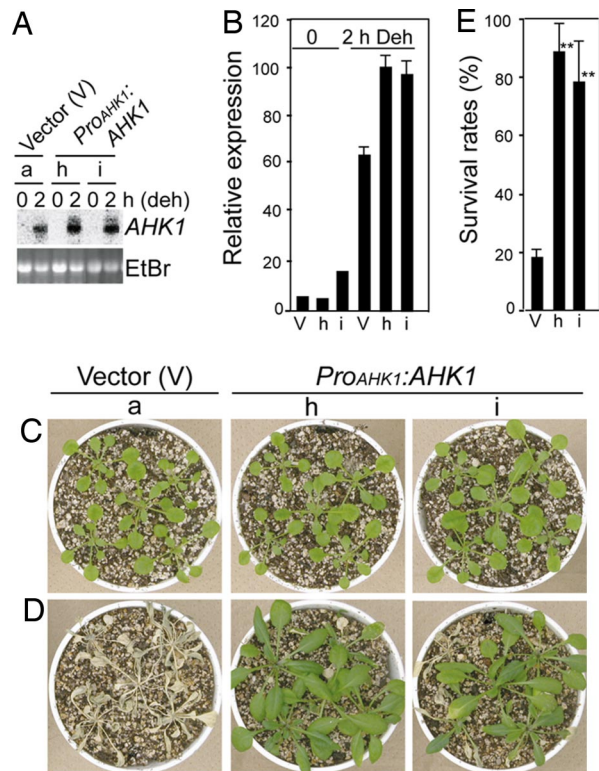 A
Vector (V)
ProAHK1:
AHK1
a h i
0 2 0 2 0 2 h (deh)
AHK1
EtBr
B
Relative expression
120
100
80
60
40
20
0
0 2 h Deh
V h i V h i
E
Survival rates (%)
100
80
60
40
20
0
**
**
V h i
Vector (V) ProAHK1:AHK1
a h i
C
D